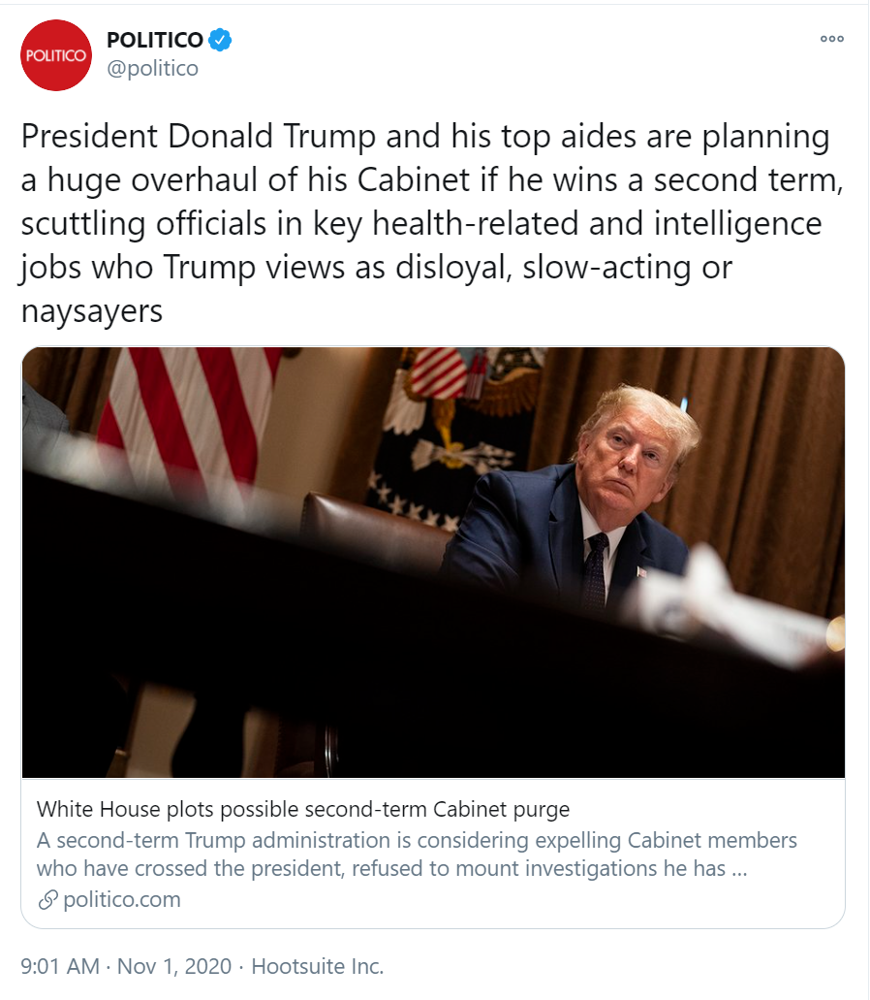 POLITICO
POLITICO
@politico
President Donald Trump and his top aides are planning
a huge overhaul of his Cabinet if he wins a second term,
scuttling officials in key health-related and intelligence
jobs who Trump views as disloyal, slow-acting or
naysayers
White House plots possible second-term Cabinet purge
A second-term Trump administration is considering expelling Cabinet members
who have crossed the president, refused to mount investigations he has ...
politico.com
9:01 AM · Nov 1, 2020 · Hootsuite Inc.